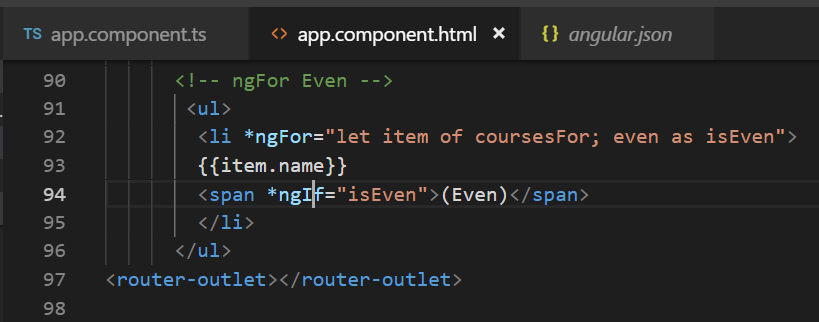 TS app.component.ts <> app.component.html × {} angular.json
90 <!-- ngFor Even -->
91 <ul>
92 <li *ngFor="let item of coursesFor; even as isEven">
93 {{item.name}}
94 <span *ngIf="isEven">(Even)</span>
95 </li>
96 </ul>
97 <router-outlet></router-outlet>
98